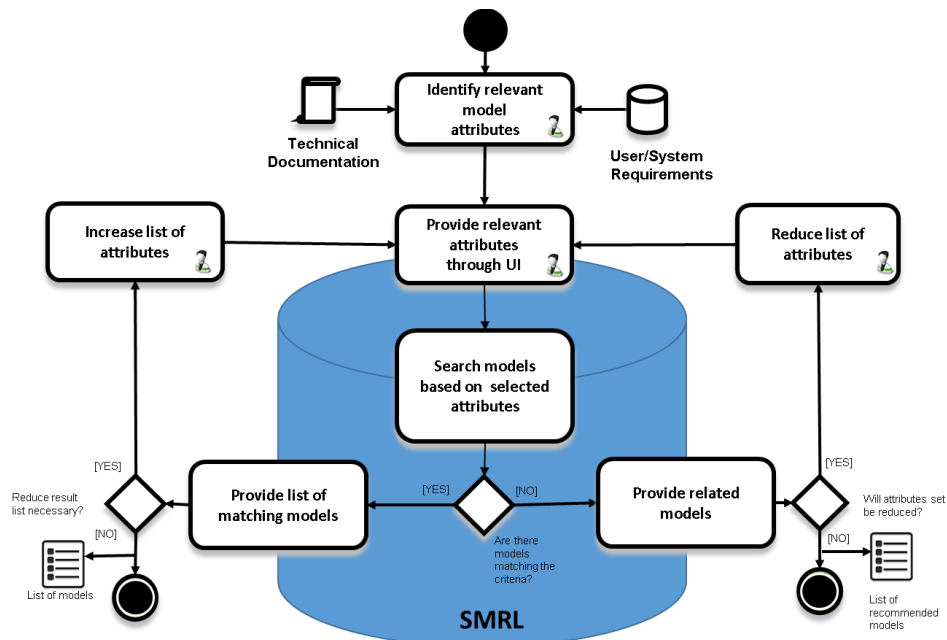 Identify relevant
model
attributes
Technical
Documentation
User/System
Requirements
Increase list of
attributes
Provide relevant
attributes
through UI
Reduce list of
attributes
Search models
based on selected
attributes
[YES]
Reduce result
list necessary?
[NO]
List of models
Provide list of
matching models
[YES]
[NO]
Are there
models
matching the
criteria?
Provide related
models
[YES]
Will attributes set
be reduced?
[NO]
List of
recommended
models
SMRL